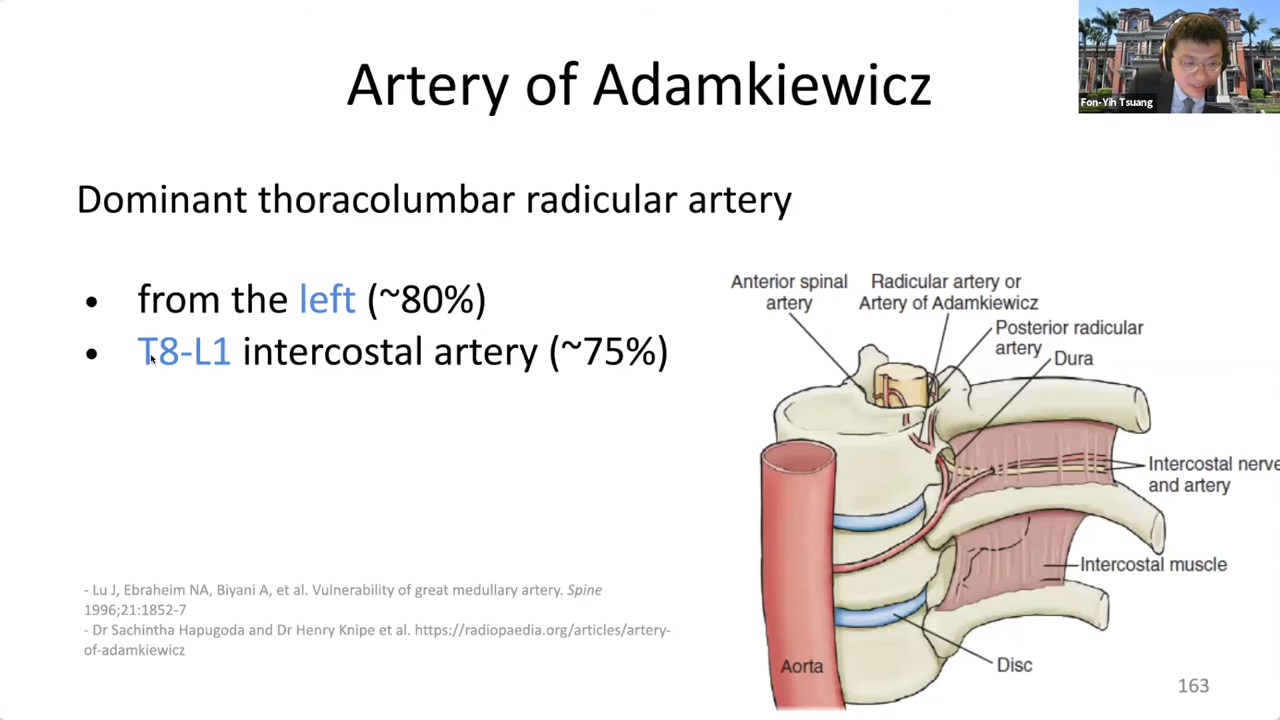 Artery of Adamkiewicz
Fon-Yih Tsuang
Dominant thoracolumbar radicular artery
• from the left (~80%)
• T8-L1 intercostal artery (~75%)
Anterior spinal
artery
Radicular artery or
Artery of Adamkiewicz
Posterior radicular
artery
Dura
Intercostal nerve
and artery
Intercostal muscle
Disc
Aorta
- Lu J, Ebraheim NA, Biyani A, et al. Vulnerability of great medullary artery. Spine
1996;21:1852-7
- Dr Sachintha Hapugoda and Dr Henry Knipe et al. https://radiopaedia.org/articles/artery-
of-adamkiewicz
163